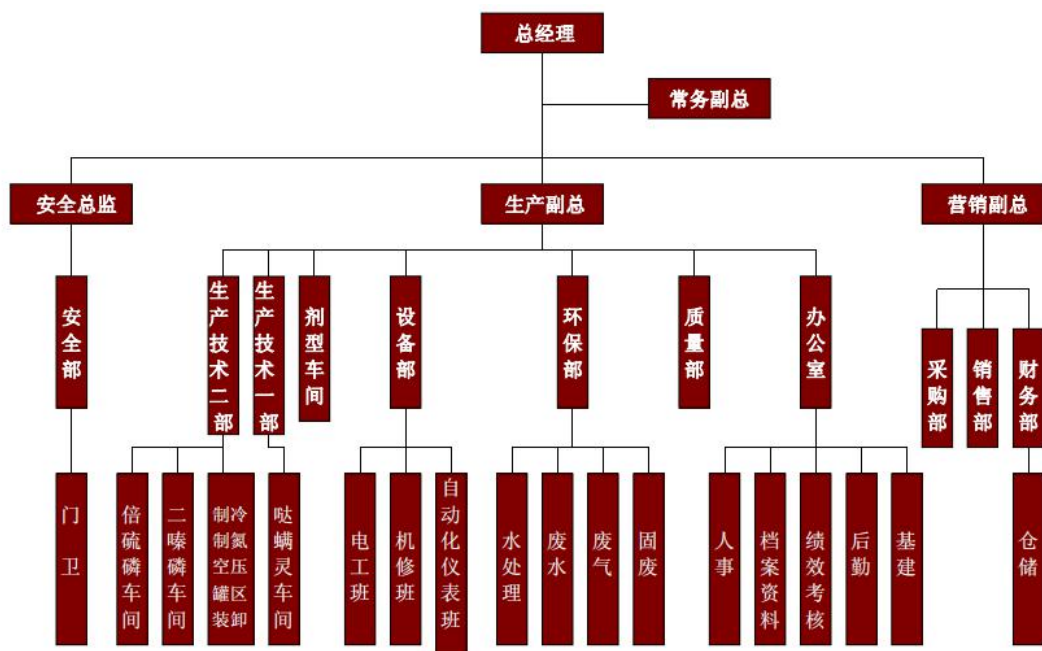 总经理
常务副总
安全总监
生产副总
营销副总
安全部
生产技术二部
生产技术一部
剂型车间
设备部
环保部
质量部
办公室
采购部
销售部
财务部
门卫
倍硫磷车间
二嗪磷车间
制冷
制氮
空压
罐区
装卸
哒螨灵车间
电工班
机修班
自动化仪表班
水处理
废水
废气
固废
人事
档案资料
绩效考核
后勤
基建
仓储